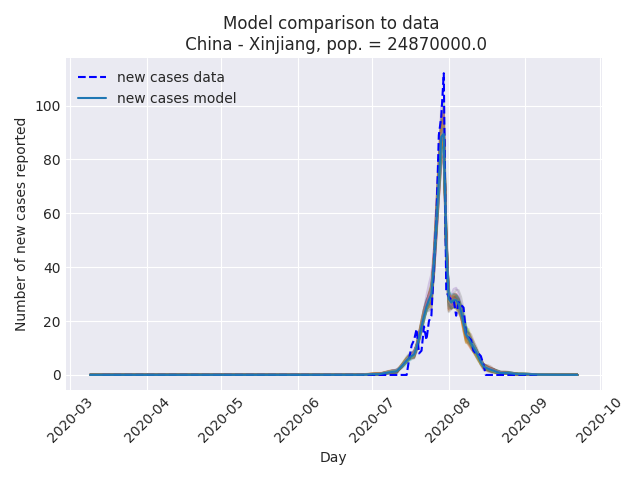 Model comparison to data
China - Xinjiang, pop. = 24870000.0
new cases data
new cases model
Number of new cases reported
100
80
60
40
20
0
2020-03
2020-04
2020-05
2020-06
2020-07
2020-08
2020-09
2020-10
Day